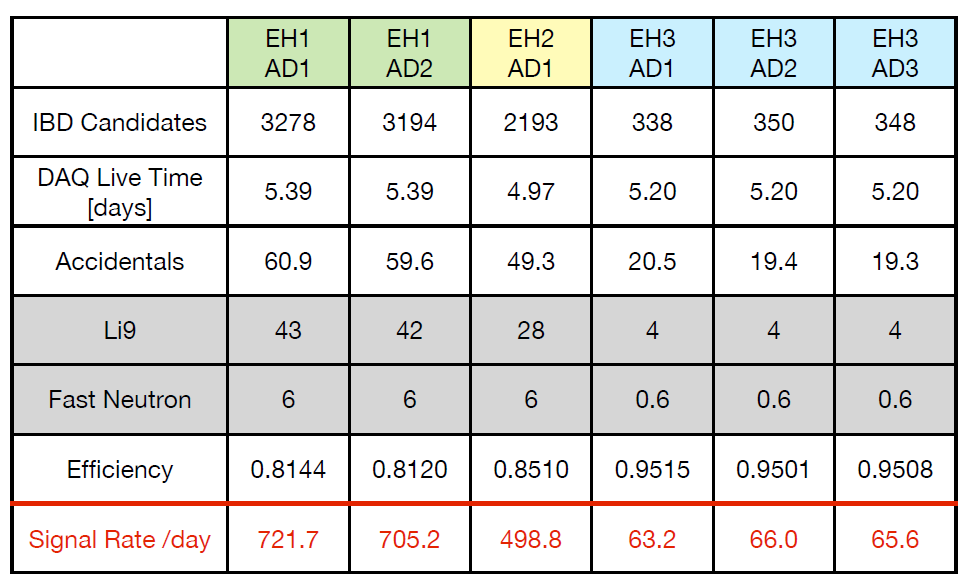 EH1 EH1 EH2 EH3 EH3 EH3
AD1 AD2 AD1 AD1 AD2 AD3
IBD Candidates 3278 3194 2193 338 350 348
DAQ Live Time
[days] 5.39 5.39 4.97 5.20 5.20 5.20
Accidentals 60.9 59.6 49.3 20.5 19.4 19.3
Li9 43 42 28 4 4 4
Fast Neutron 6 6 6 0.6 0.6 0.6
Efficiency 0.8144 0.8120 0.8510 0.9515 0.9501 0.9508
Signal Rate /day 721.7 705.2 498.8 63.2 66.0 65.6